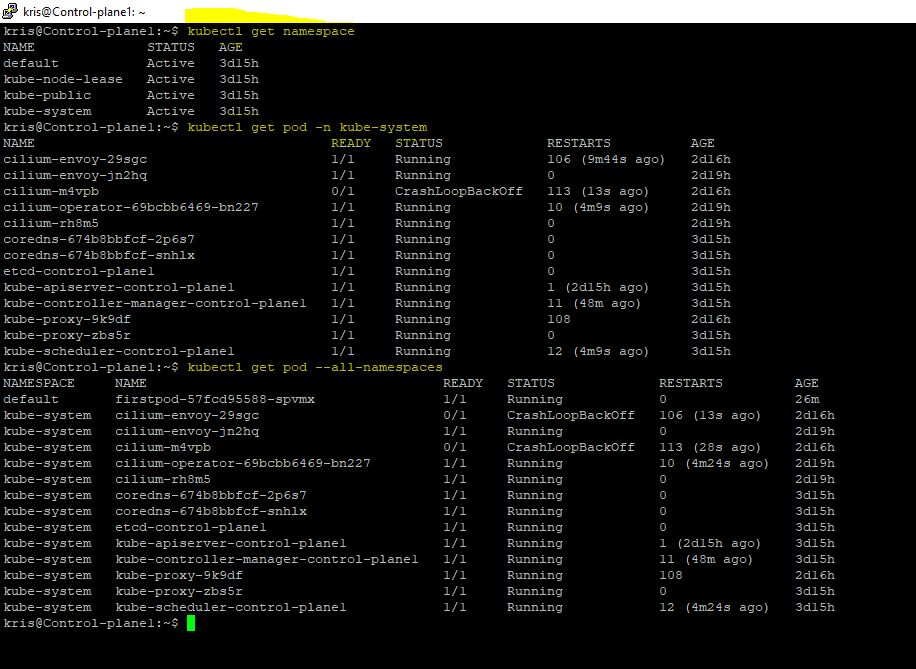 kris@Control-plane1: ~
kris@Control-plane1:~$ kubectl get namespace
NAME STATUS AGE
default Active 3d15h
kube-node-lease Active 3d15h
kube-public Active 3d15h
kube-system Active 3d15h
kris@Control-plane1:~$ kubectl get pod -n kube-system
NAME READY STATUS RESTARTS AGE
cilium-envoy-29sgc 1/1 Running 106 (9m44s ago) 2d16h
cilium-envoy-jn2hq 1/1 Running 0 2d19h
cilium-m4vpb 0/1 CrashLoopBackOff 113 (13s ago) 2d16h
cilium-operator-69bcbb6469-bn227 1/1 Running 10 (4m9s ago) 2d19h
cilium-rh8m5 1/1 Running 0 2d19h
coredns-674b8bbfcf-2p6s7 1/1 Running 0 3d15h
coredns-674b8bbfcf-snhlx 1/1 Running 0 3d15h
etcd-control-plane1 1/1 Running 0 3d15h
kube-apiserver-control-plane1 1/1 Running 1 (2d15h ago) 3d15h
kube-controller-manager-control-plane1 1/1 Running 11 (48m ago) 3d15h
kube-proxy-9k9df 1/1 Running 108 2d16h
kube-proxy-zbs5r 1/1 Running 0 3d15h
kube-scheduler-control-plane1 1/1 Running 12 (4m9s ago) 3d15h
kris@Control-plane1:~$ kubectl get pod --all-namespaces
NAMESPACE NAME READY STATUS RESTARTS AGE
default firstpod-57fcd95588-spvmx 1/1 Running 0 26m
kube-system cilium-envoy-29sgc 0/1 CrashLoopBackOff 106 (13s ago) 2d16h
kube-system cilium-envoy-jn2hq 1/1 Running 0 2d19h
kube-system cilium-m4vpb 0/1 CrashLoopBackOff 113 (28s ago) 2d16h
kube-system cilium-operator-69bcbb6469-bn227 1/1 Running 10 (4m24s ago) 2d19h
kube-system cilium-rh8m5 1/1 Running 0 2d19h
kube-system coredns-674b8bbfcf-2p6s7 1/1 Running 0 3d15h
kube-system coredns-674b8bbfcf-snhlx 1/1 Running 0 3d15h
kube-system etcd-control-plane1 1/1 Running 0 3d15h
kube-system kube-apiserver-control-plane1 1/1 Running 1 (2d15h ago) 3d15h
kube-system kube-controller-manager-control-plane1 1/1 Running 11 (48m ago) 3d15h
kube-system kube-proxy-9k9df 1/1 Running 108 2d16h
kube-system kube-proxy-zbs5r 1/1 Running 0 3d15h
kube-system kube-scheduler-control-plane1 1/1 Running 12 (4m24s ago) 3d15h
kris@Control-plane1:~$